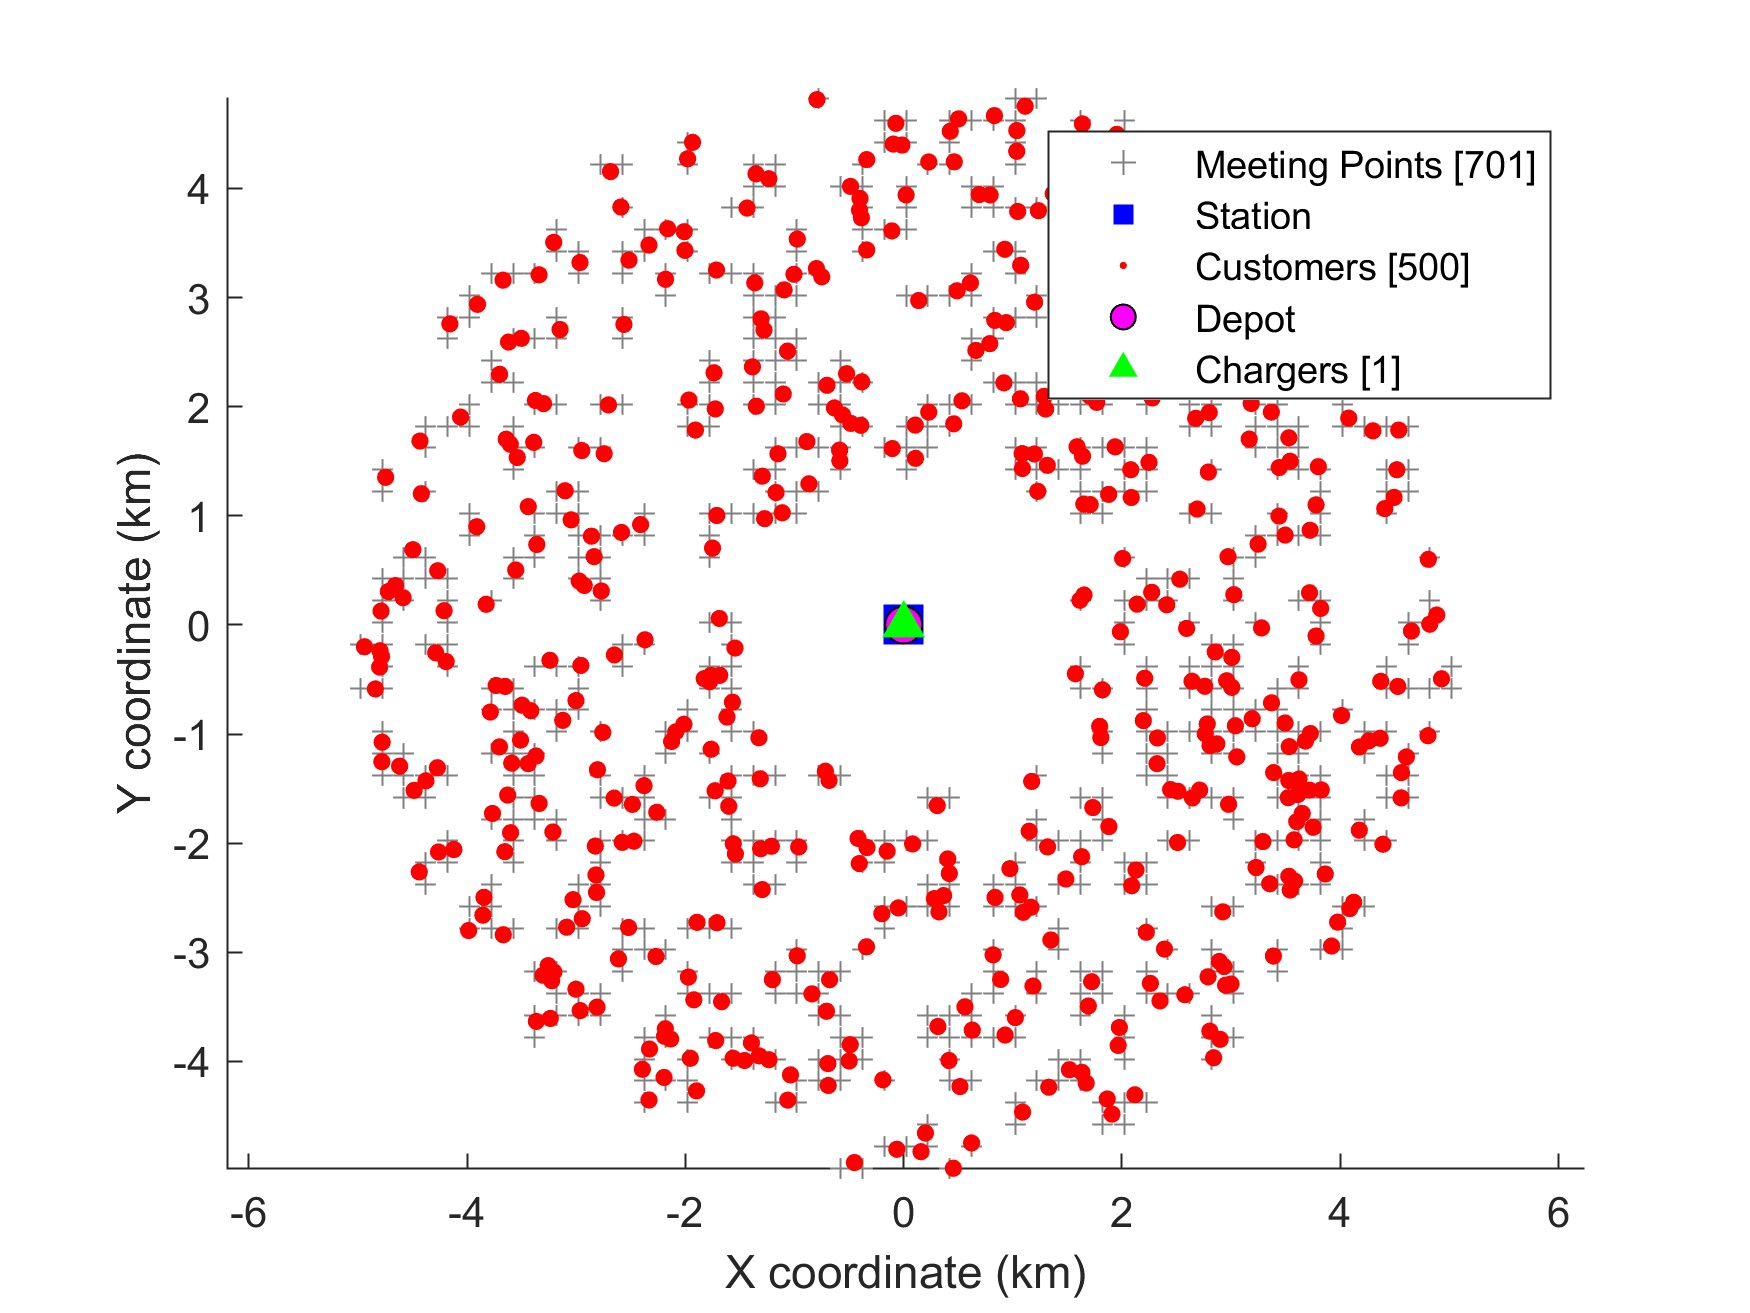 Meeting Points [701]
Station
Customers [500]
Depot
Chargers [1]
4
3
2
1
0
-1
-2
-3
-4
Y coordinate (km)
-6 -4 -2 0 2 4 6
X coordinate (km)